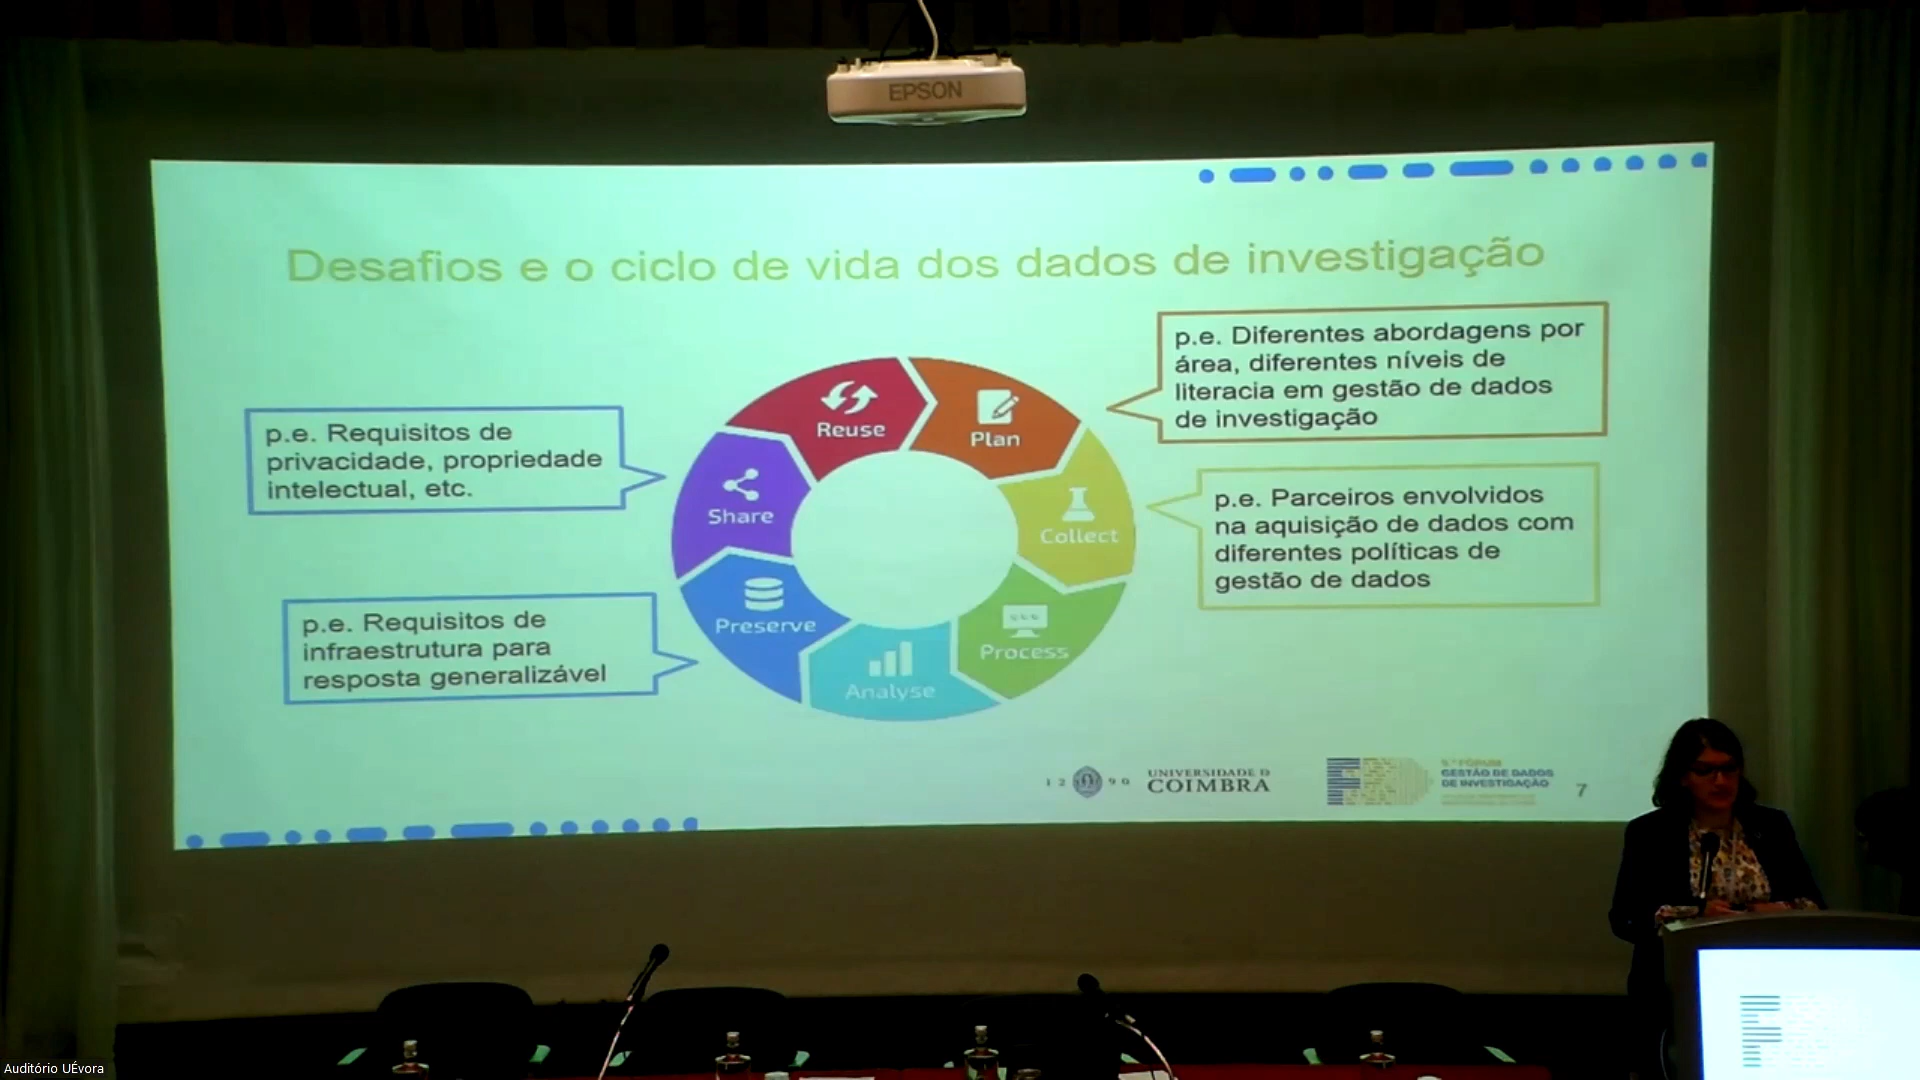 EPSON
Desafios e o ciclo de vida dos dados de investigação
p.e. Diferentes abordagens por
área, diferentes níveis de
literacia em gestão de dados
de investigação
p.e. Requisitos de
privacidade, propriedade
intelectual, etc.
Reuse
Plan
Share
Collect
p.e. Parceiros envolvidos
na aquisição de dados com
diferentes políticas de
gestão de dados
p.e. Requisitos de
infraestrutura para
resposta generalizável
Preserve
Process
Analyse
12 90
UNIVERSIDADE D
COIMBRA
FÓRUM
GESTÃO DE DADOS
DE INVESTIGAÇÃO
7
Auditório UÉvora